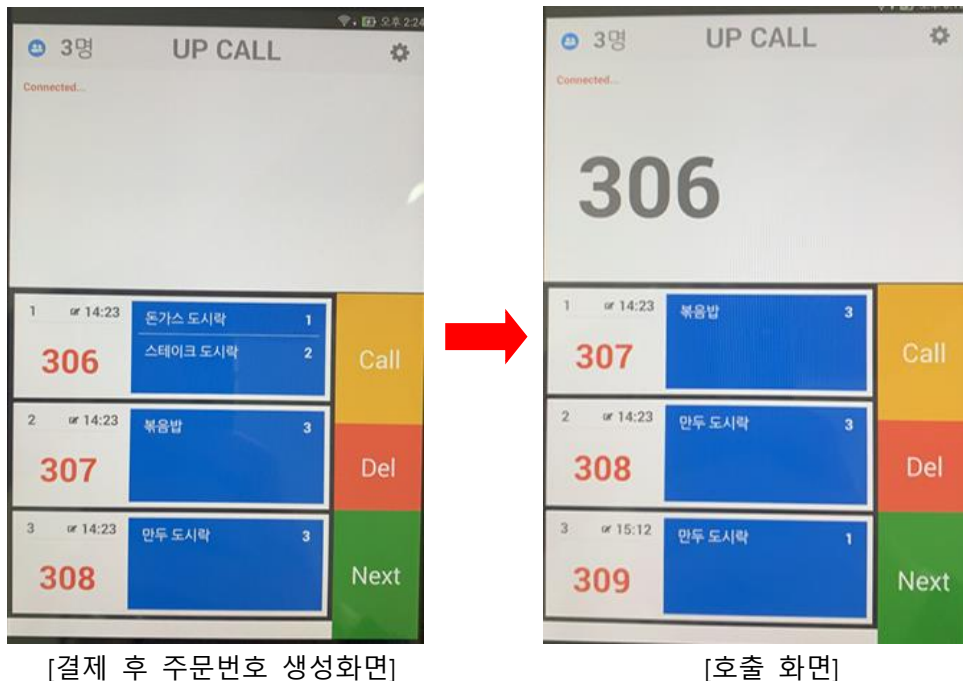 오후 2:24
3명 UP CALL
Connected...
1 14:23
306
돈가스 도시락 1
스테이크 도시락 2
2 14:23
307
볶음밥 3
3 14:23
308
만두 도시락 3
Call
Del
Next
[결제 후 주문번호 생성화면]
3명 UP CALL
Connected...
306
1 14:23
307
볶음밥 3
2 14:23
308
만두 도시락 3
3 15:12
309
만두 도시락 1
Call
Del
Next
[호출 화면]